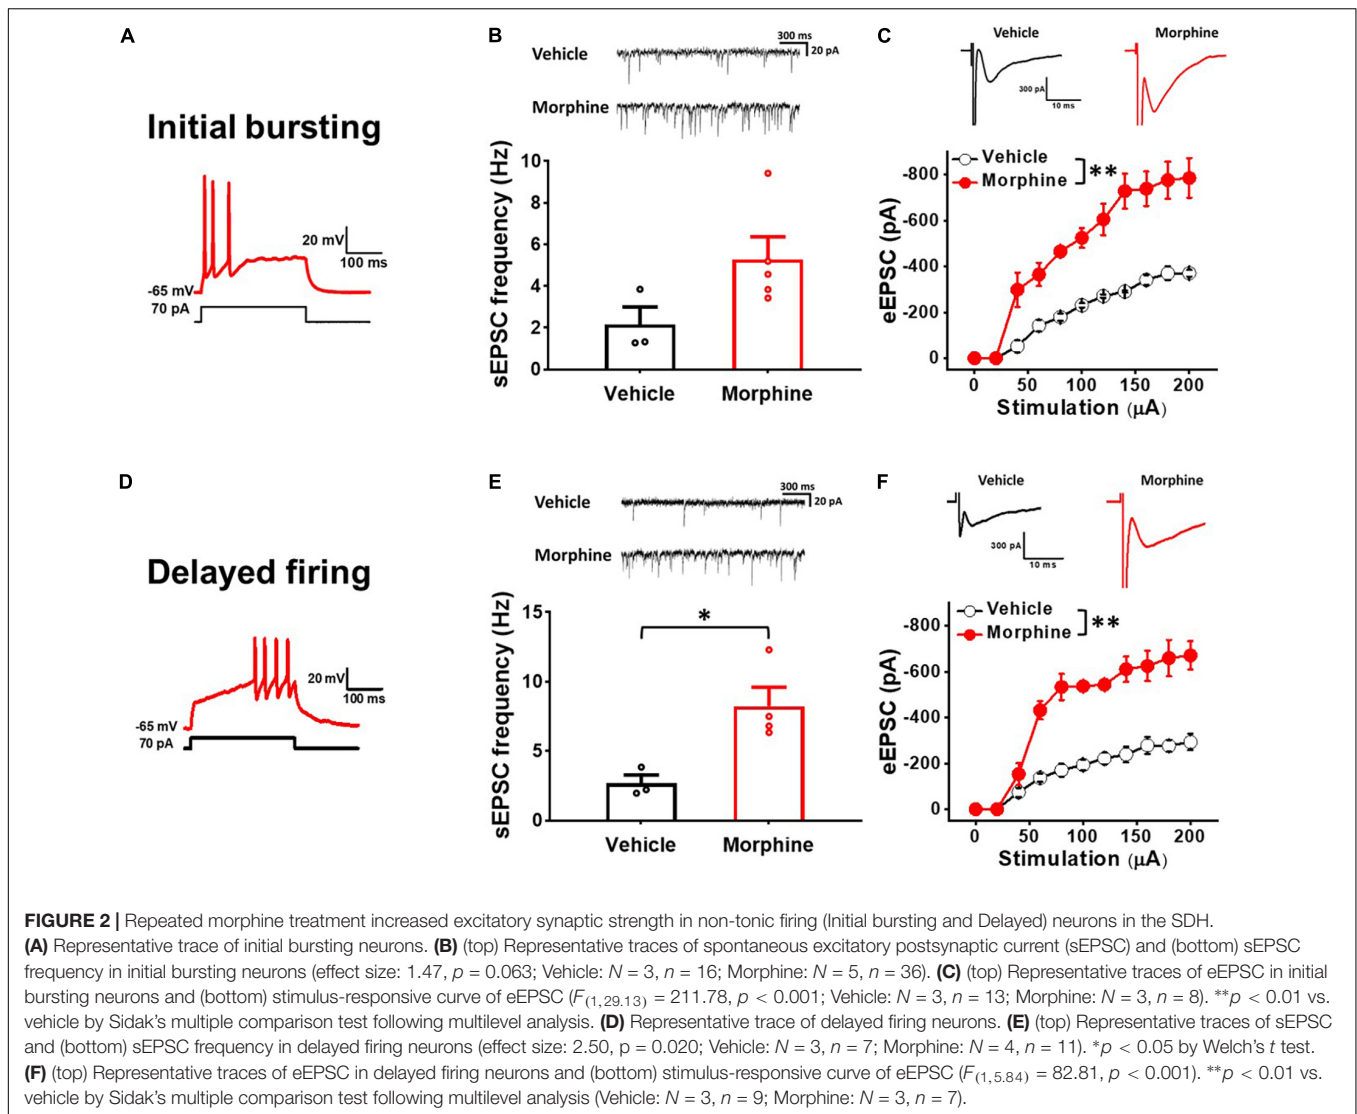 A
Initial bursting
20 mV
100 ms
-65 mV
70 pA
B
300 ms
20 pA
Vehicle
Morphine
sEPSC frequency (Hz)
10
8
6
4
2
0
Vehicle
Morphine
C
Vehicle
Morphine
300 pA
10 ms
Vehicle
Morphine
**
eEPSC (pA)
-800
-600
-400
-200
0
0
50
100
150
200
Stimulation (µA)
D
Delayed firing
20 mV
100 ms
-65 mV
70 pA
E
300 ms
20 pA
Vehicle
Morphine
*
sEPSC frequency (Hz)
15
10
5
0
Vehicle
Morphine
F
Vehicle
Morphine
300 pA
10 ms
Vehicle
Morphine
**
eEPSC (pA)
-800
-600
-400
-200
0
0
50
100
150
200
Stimulation (µA)
FIGURE 2 | Repeated morphine treatment increased excitatory synaptic strength in non-tonic firing (Initial bursting and Delayed) neurons in the SDH.
(A) Representative trace of initial bursting neurons. (B) (top) Representative traces of spontaneous excitatory postsynaptic current (sEPSC) and (bottom) sEPSC
frequency in initial bursting neurons (effect size: 1.47, p = 0.063; Vehicle: N = 3, n = 16; Morphine: N = 5, n = 36). (C) (top) Representative traces of eEPSC in initial
bursting neurons and (bottom) stimulus-responsive curve of eEPSC (F(1,29.13) = 211.78, p < 0.001; Vehicle: N = 3, n = 13; Morphine: N = 3, n = 8). **p < 0.01 vs.
vehicle by Sidak's multiple comparison test following multilevel analysis. (D) Representative trace of delayed firing neurons. (E) (top) Representative traces of sEPSC
and (bottom) sEPSC frequency in delayed firing neurons (effect size: 2.50, p = 0.020; Vehicle: N = 3, n = 7; Morphine: N = 4, n = 11). *p < 0.05 by Welch's t test.
(F) (top) Representative traces of eEPSC in delayed firing neurons and (bottom) stimulus-responsive curve of eEPSC (F(1,5.84) = 82.81, p < 0.001). **p < 0.01 vs.
vehicle by Sidak's multiple comparison test following multilevel analysis (Vehicle: N = 3, n = 9; Morphine: N = 3, n = 7).